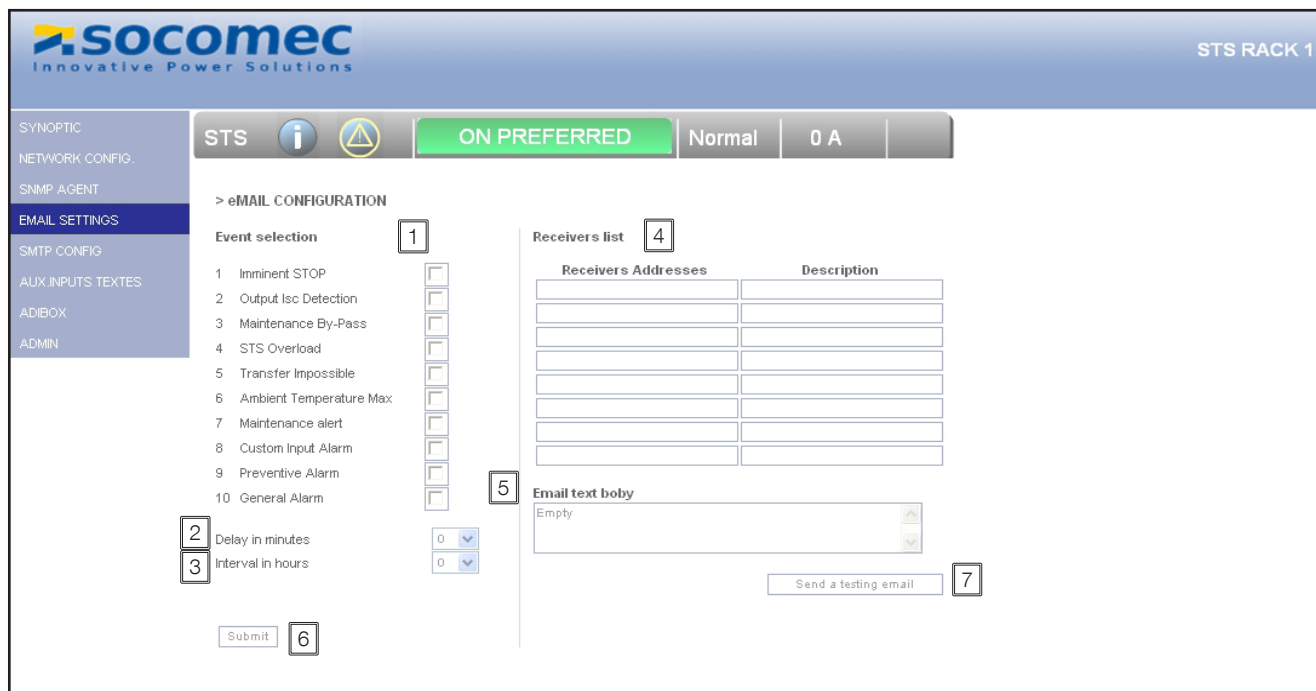 socomec
Innovative Power Solutions
STS RACK 1
SYNOPTIC
NETWORK CONFIG.
SNMP AGENT
EMAIL SETTINGS
SMTP CONFIG
AUX.INPUTS TEXTES
ADIBOX
ADMIN
STS i ON PREFERRED Normal 0 A
> eMAIL CONFIGURATION
Event selection 1
1 Imminent STOP
2 Output Isc Detection
3 Maintenance By-Pass
4 STS Overload
5 Transfer Impossible
6 Ambient Temperature Max
7 Maintenance alert
8 Custom Input Alarm
9 Preventive Alarm
10 General Alarm
2 Delay in minutes 0
3 Interval in hours 0
Submit 6
Receivers list 4
Receivers Addresses Description
5 Email text boby
Empty
Send a testing email 7